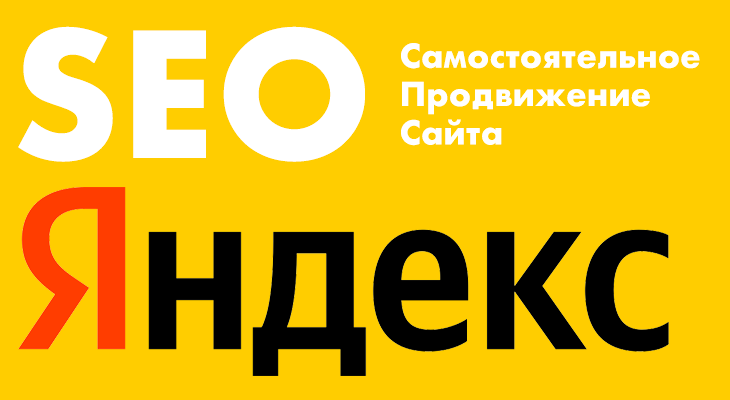 SEO
Самостоятельное
Продвижение
Сайта
Яндекс